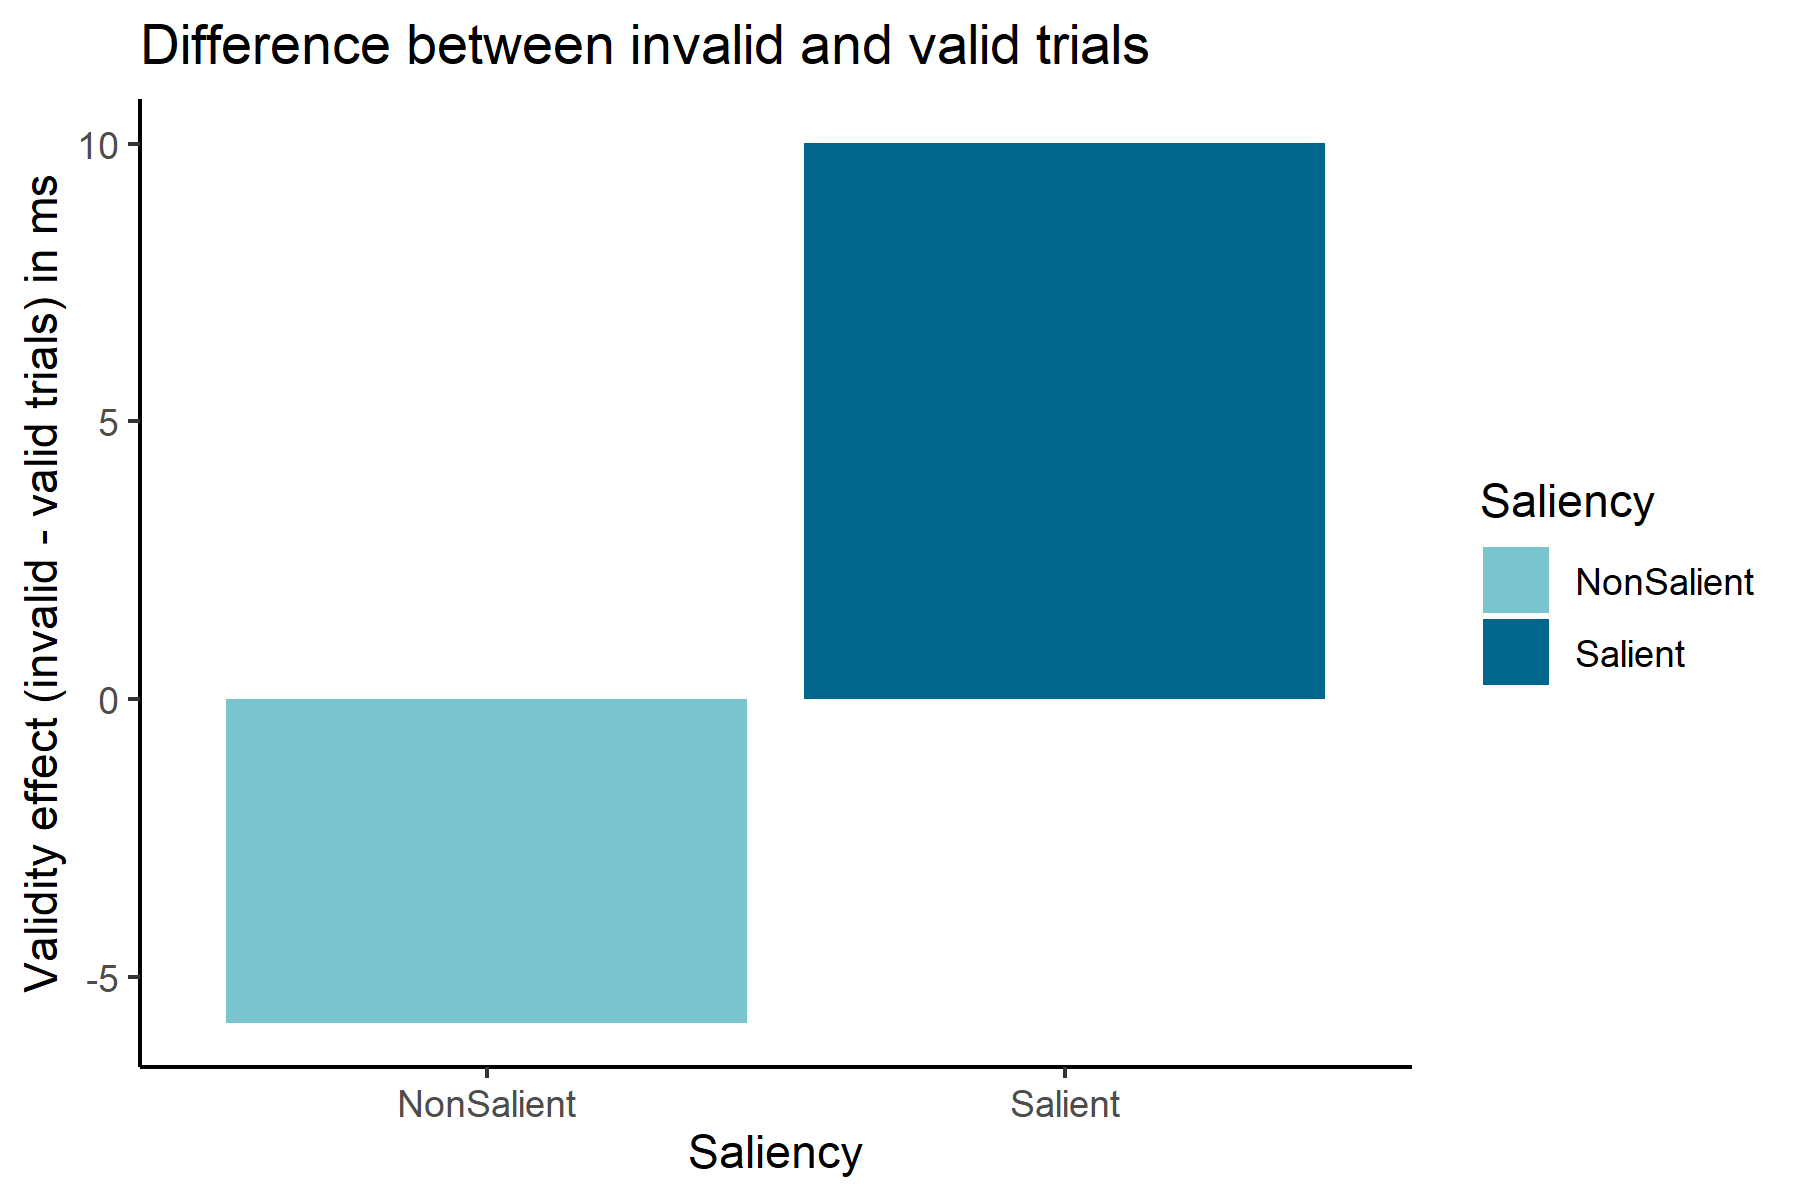 Difference between invalid and valid trials
Validity effect (invalid - valid trials) in ms
10
5
0
-5
NonSalient
Salient
Saliency
Saliency
NonSalient
Salient